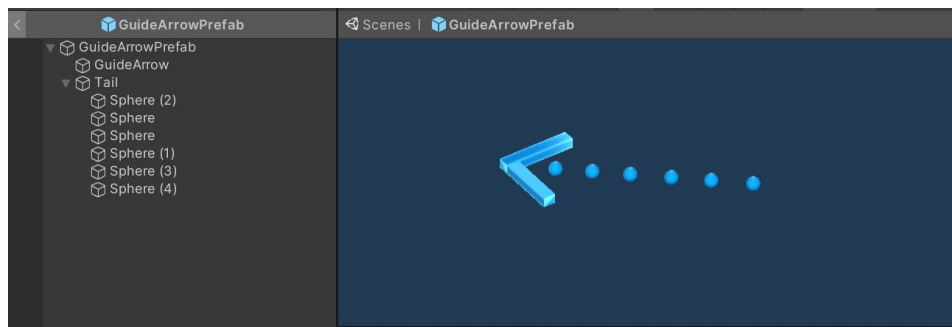 GuideArrowPrefab
Scenes | GuideArrowPrefab
GuideArrowPrefab
GuideArrow
Tail
Sphere (2)
Sphere
Sphere
Sphere (1)
Sphere (3)
Sphere (4)